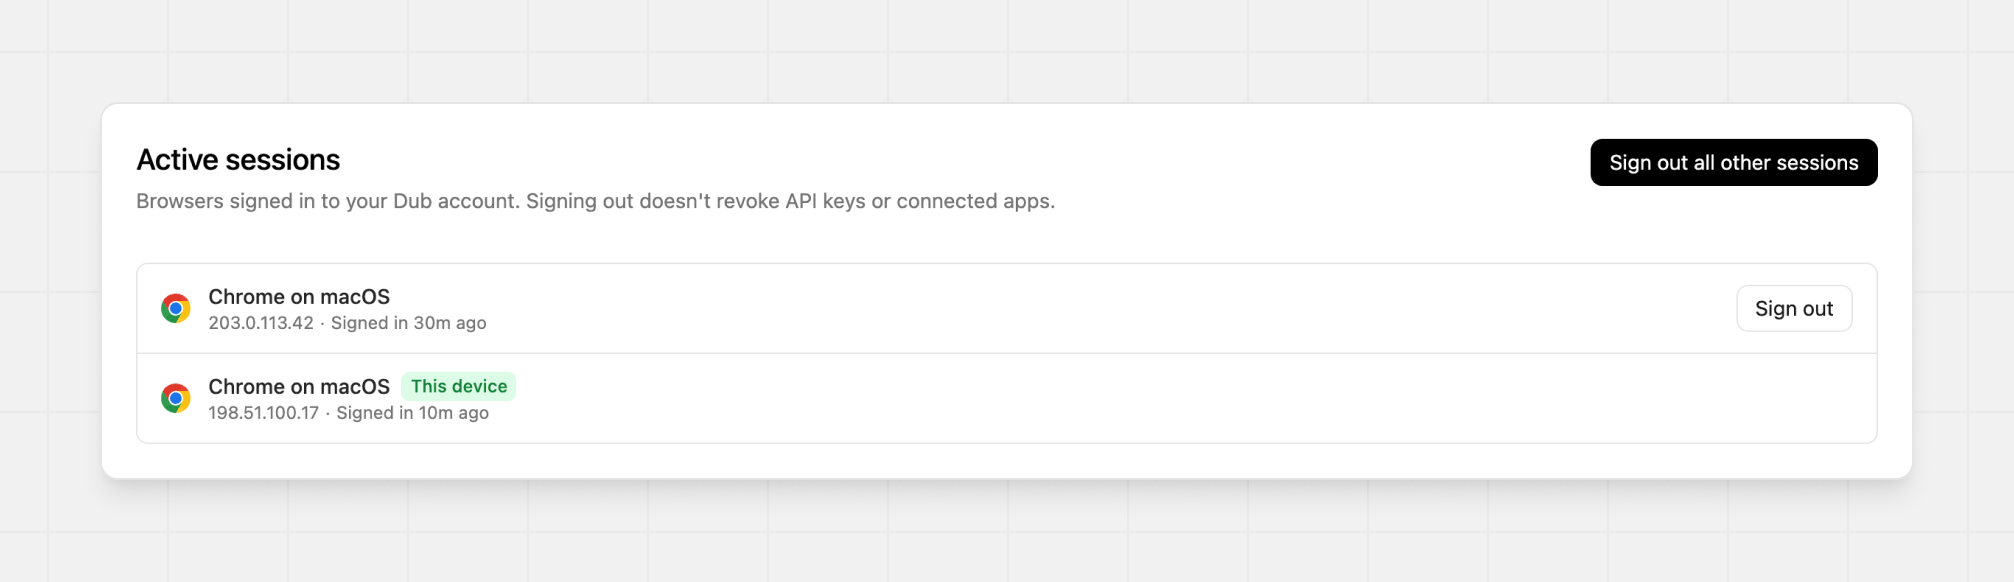 Active sessions
Sign out all other sessions
Browsers signed in to your Dub account. Signing out doesn't revoke API keys or connected apps.
Chrome on macOS
203.0.113.42 · Signed in 30m ago
Sign out
Chrome on macOS This device
198.51.100.17 · Signed in 10m ago